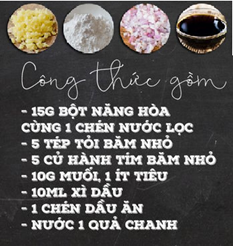 Công thức gồm
- 15G BỘT NĂNG HÒA
CÙNG 1 CHÉN NƯỚC LỌC
- 5 TÉP TỎI BĂM NHỎ
- 5 CỦ HÀNH TÍM BĂM NHỎ
- 10G MUỐI, 1 ÍT TIÊU
- 10ML XÌ DẦU
- 1 CHÉN DẦU ĂN
- NƯỚC 1 QUẢ CHANH